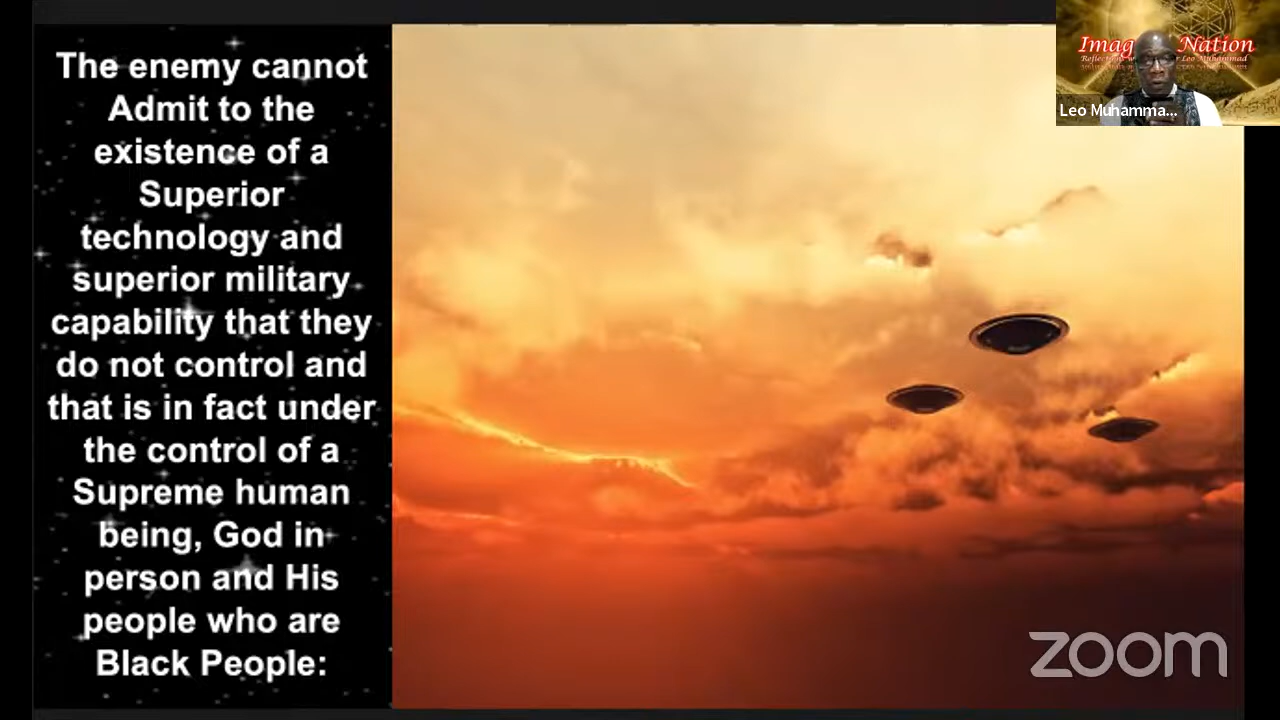 The enemy cannot
Admit to the
existence of a
Superior
technology and
superior military
capability that they
do not control and
that is in fact under
the control of a
Supreme human
being, God in
person and His
people who are
Black People:
Imag Nation
Leo Muhamma...
zoom